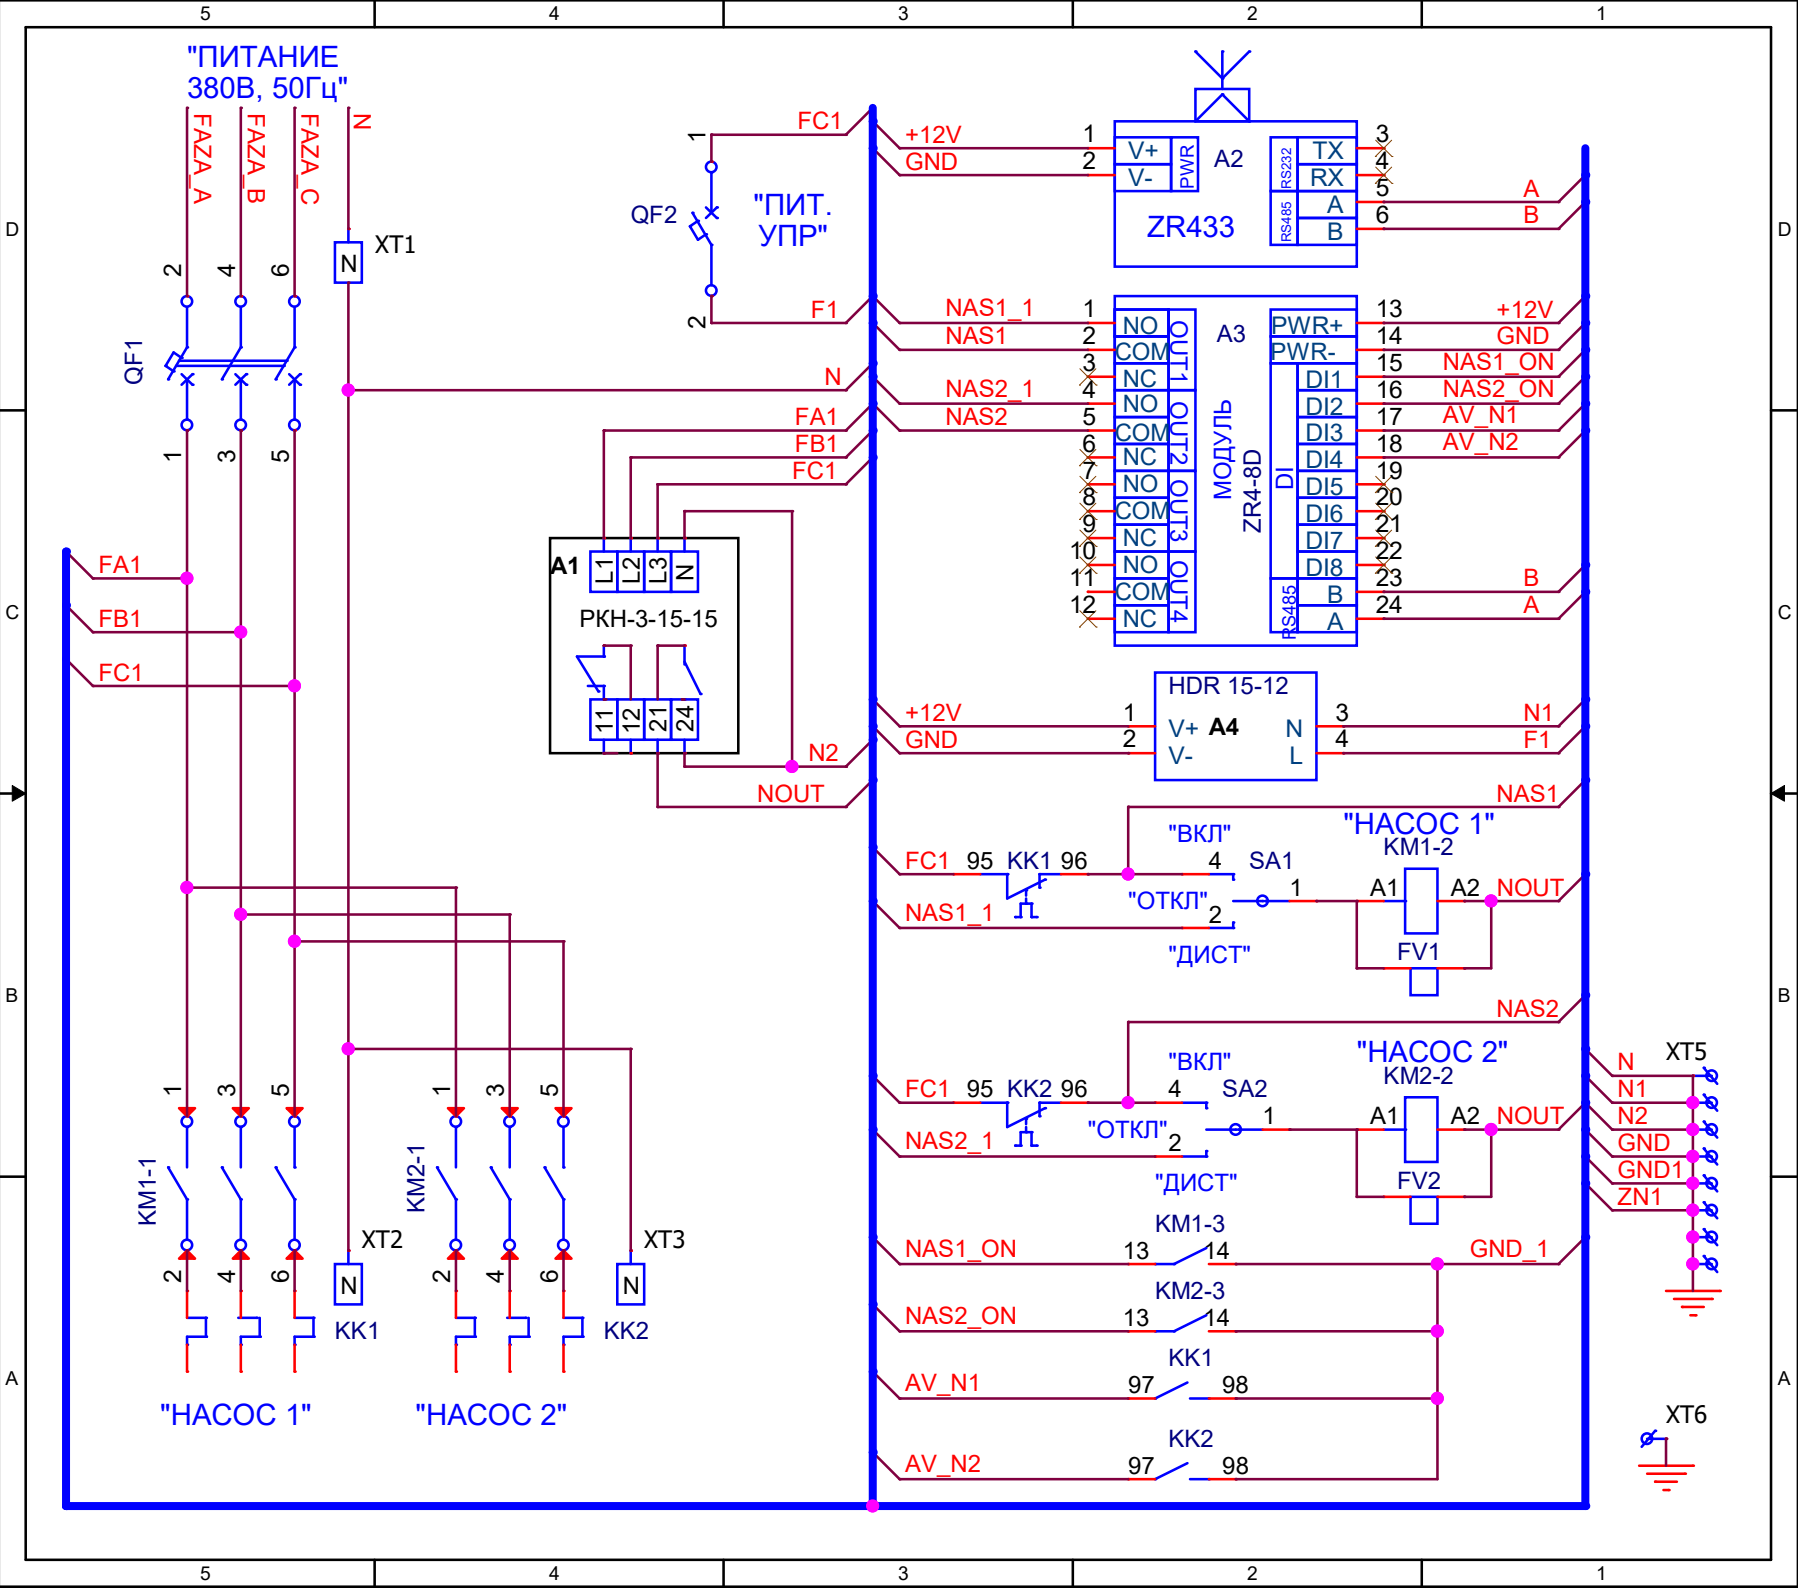 5 4 3 2 1
"ПИТАНИЕ
380В, 50Гц"
FAZA_A
FAZA_B
FAZA_C
N
XT1
N
2 4 6
QF1
1 3 5
D
C
B
A
FA1
FB1
FC1
1 3 5
KM1-1
2 4 6
XT2
N
KK1
"НАСОС 1"
1 3 5
KM2-1
2 4 6
XT3
N
KK2
"НАСОС 2"
FC1
1
QF2
"ПИТ.
УПР"
2
F1
N
FA1
FB1
FC1
A1
L1 L2 L3 N
РКН-3-15-15
11 12 21 24
N2
NOUT
+12V 1 V+
GND 2 V-
PWR
A2
ZR433
RS232
TX 3
RX 4
RS485
A 5 A
B 6 B
NAS1_1 1 NO
NAS1 2 COM
3 NC
OUT1
NAS2_1 4 NO
NAS2 5 COM
6 NC
OUT2
7 NO
8 COM
9 NC
OUT3
10 NO
11 COM
12 NC
OUT4
A3
МОДУЛЬ
ZR4-8D
PWR+ 13 +12V
PWR- 14 GND
DI
DI1 15 NAS1_ON
DI2 16 NAS2_ON
DI3 17 AV_N1
DI4 18 AV_N2
DI5 19
DI6 20
DI7 21
DI8 22
RS485
B 23 B
A 24 A
HDR 15-12
+12V 1 V+ A4 N 3 N1
GND 2 V- L 4 F1
NAS1
"ВКЛ"
"НАСОС 1"
KM1-2
FC1 95 KK1 96 4 SA1
"ОТКЛ" 1 A1 A2 NOUT
NAS1_1 2
"ДИСТ"
FV1
NAS2
"ВКЛ"
"НАСОС 2"
KM2-2
FC1 95 KK2 96 4 SA2
"ОТКЛ" 1 A1 A2 NOUT
NAS2_1 2
"ДИСТ"
FV2
KM1-3
NAS1_ON 13 14 GND_1
KM2-3
NAS2_ON 13 14
KK1
AV_N1 97 98
KK2
AV_N2 97 98
XT5
N
N1
N2
GND
GND1
ZN1
XT6
D
C
B
A
5 4 3 2 1